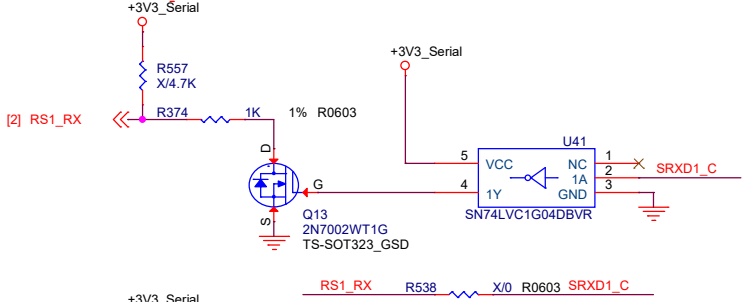 +3V3_Serial
R557
X/4.7K
+3V3_Serial
[2] RS1_RX
R374 1K 1% R0603
D
G
S
Q13
2N7002WT1G
TS-SOT323_GSD
U41
5 VCC NC 1
1A 2 SRXD1_C
4 1Y GND 3
SN74LVC1G04DBVR
RS1_RX R538 X/0 R0603 SRXD1_C
+3V3_Serial